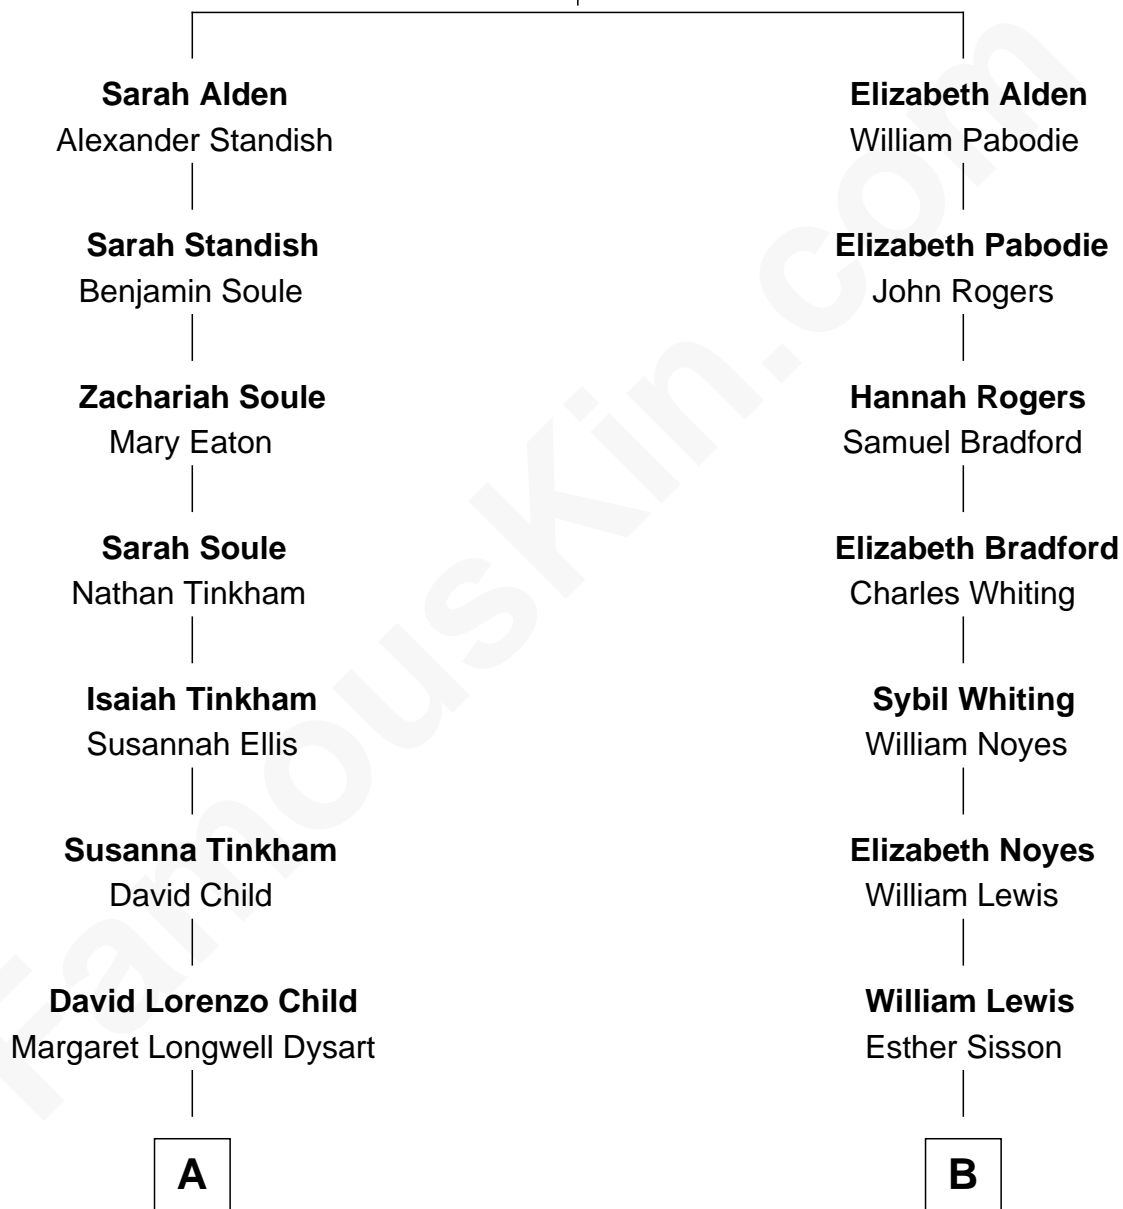 Sarah Alden
Alexander Standish
Sarah Standish
Benjamin Soule
Zachariah Soule
Mary Eaton
Sarah Soule
Nathan Tinkham
Isaiah Tinkham
Susannah Ellis
Susanna Tinkham
David Child
David Lorenzo Child
Margaret Longwell Dysart
A
Elizabeth Alden
William Pabodie
Elizabeth Pabodie
John Rogers
Hannah Rogers
Samuel Bradford
Elizabeth Bradford
Charles Whiting
Sybil Whiting
William Noyes
Elizabeth Noyes
William Lewis
William Lewis
Esther Sisson
B
FamousKin.com